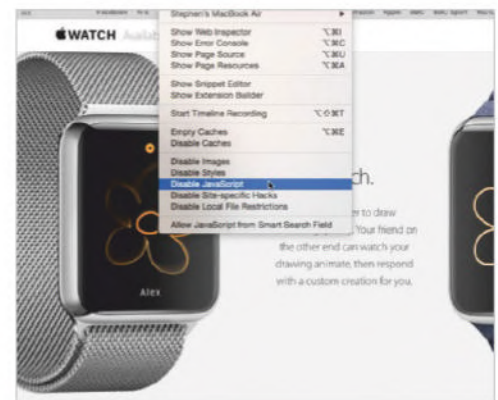 Stephen's MacBook Air
WATCH
Show Web Inspector ⌥⌘I
Show Error Console ⌥⌘C
Show Page Source ⌥⌘U
Show Page Resources ⌥⌘A
Show Snippet Editor
Show Extension Builder
Start Timeline Recording ⌥⇧⌘T
Empty Caches ⌥⌘E
Disable Caches
Disable Images
Disable Styles
Disable JavaScript
Disable Site-specific Hacks
Disable Local File Restrictions
Allow JavaScript from Smart Search Field
ch.
er to draw
Your friend on
the other end can watch your
drawing animate, then respond
with a custom creation for you.
Alex